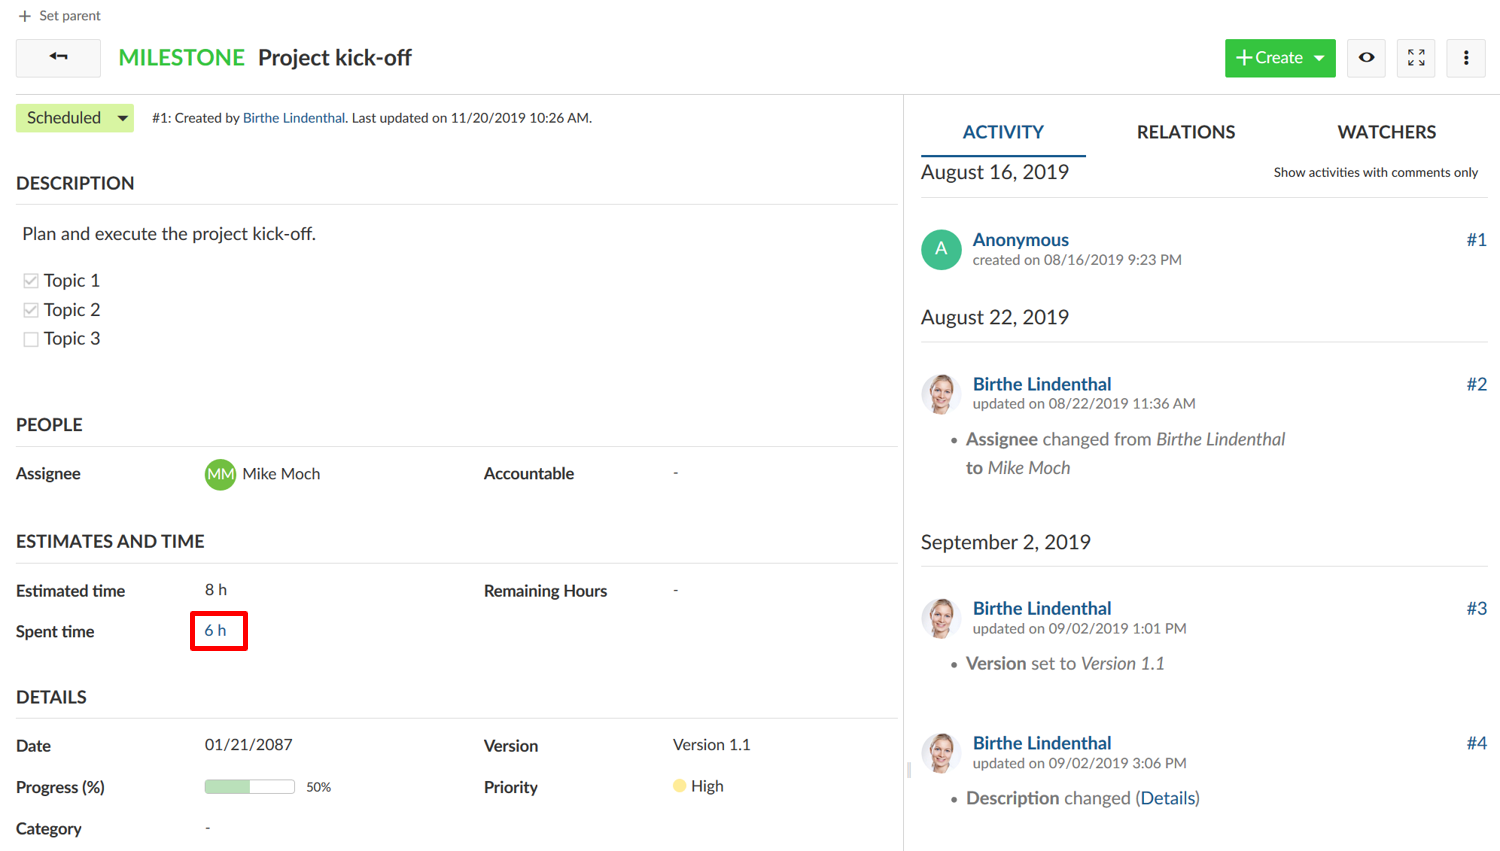 Set parent
MILESTONE Project kick-off
Create
Scheduled
#1: Created by Birthe Lindenthal. Last updated on 11/20/2019 10:26 AM.
DESCRIPTION
Plan and execute the project kick-off.
Topic 1
Topic 2
Topic 3
PEOPLE
Assignee MM Mike Moch Accountable -
ESTIMATES AND TIME
Estimated time 8 h Remaining Hours -
Spent time 6 h
DETAILS
Date 01/21/2087 Version Version 1.1
Progress (%) 50% Priority High
Category -
ACTIVITY RELATIONS WATCHERS
August 16, 2019 Show activities with comments only
A Anonymous #1
created on 08/16/2019 9:23 PM
August 22, 2019
Birthe Lindenthal #2
updated on 08/22/2019 11:36 AM
• Assignee changed from Birthe Lindenthal
to Mike Moch
September 2, 2019
Birthe Lindenthal #3
updated on 09/02/2019 1:01 PM
• Version set to Version 1.1
Birthe Lindenthal #4
updated on 09/02/2019 3:06 PM
• Description changed (Details)